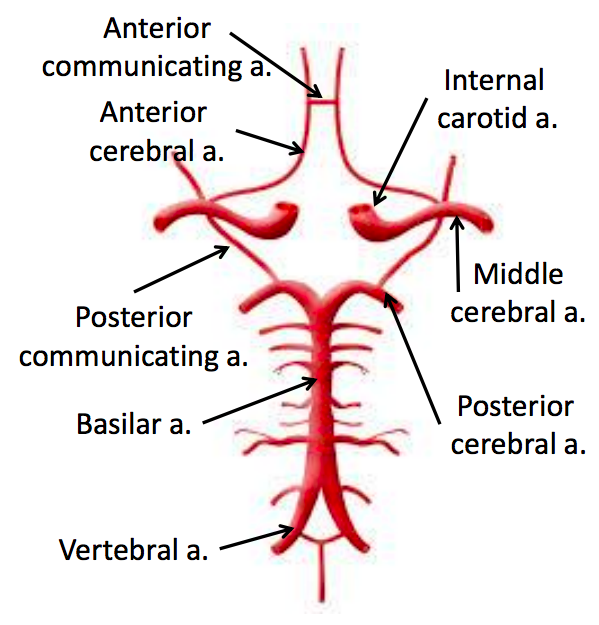 Anterior
communicating a.
Anterior
cerebral a.
Internal
carotid a.
Middle
cerebral a.
Posterior
communicating a.
Basilar a.
Posterior
cerebral a.
Vertebral a.